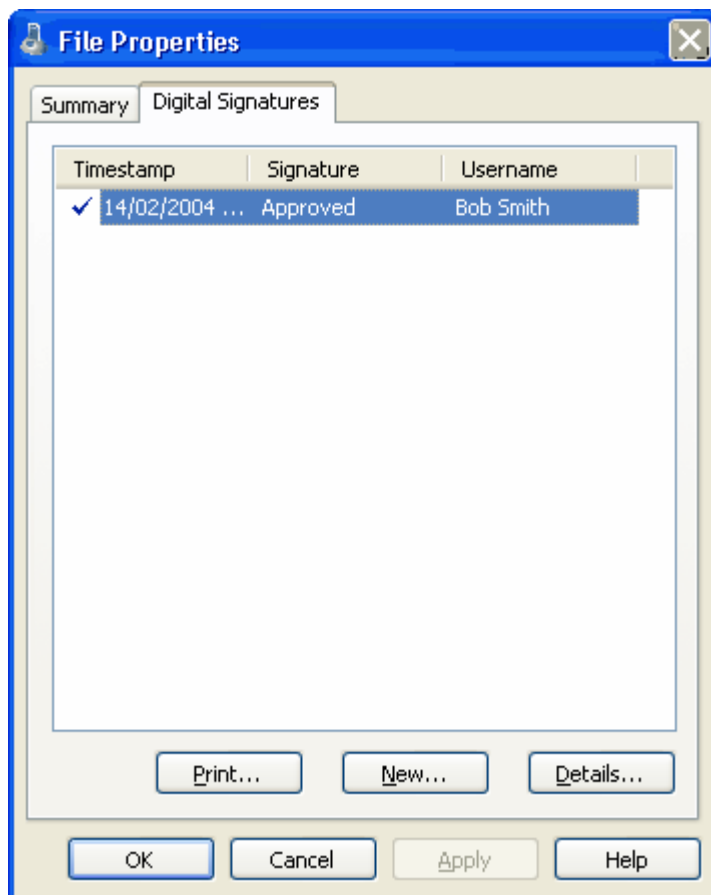 File Properties
Summary Digital Signatures
Timestamp Signature Username
14/02/2004 ... Approved Bob Smith
Print... New... Details...
OK Cancel Apply Help